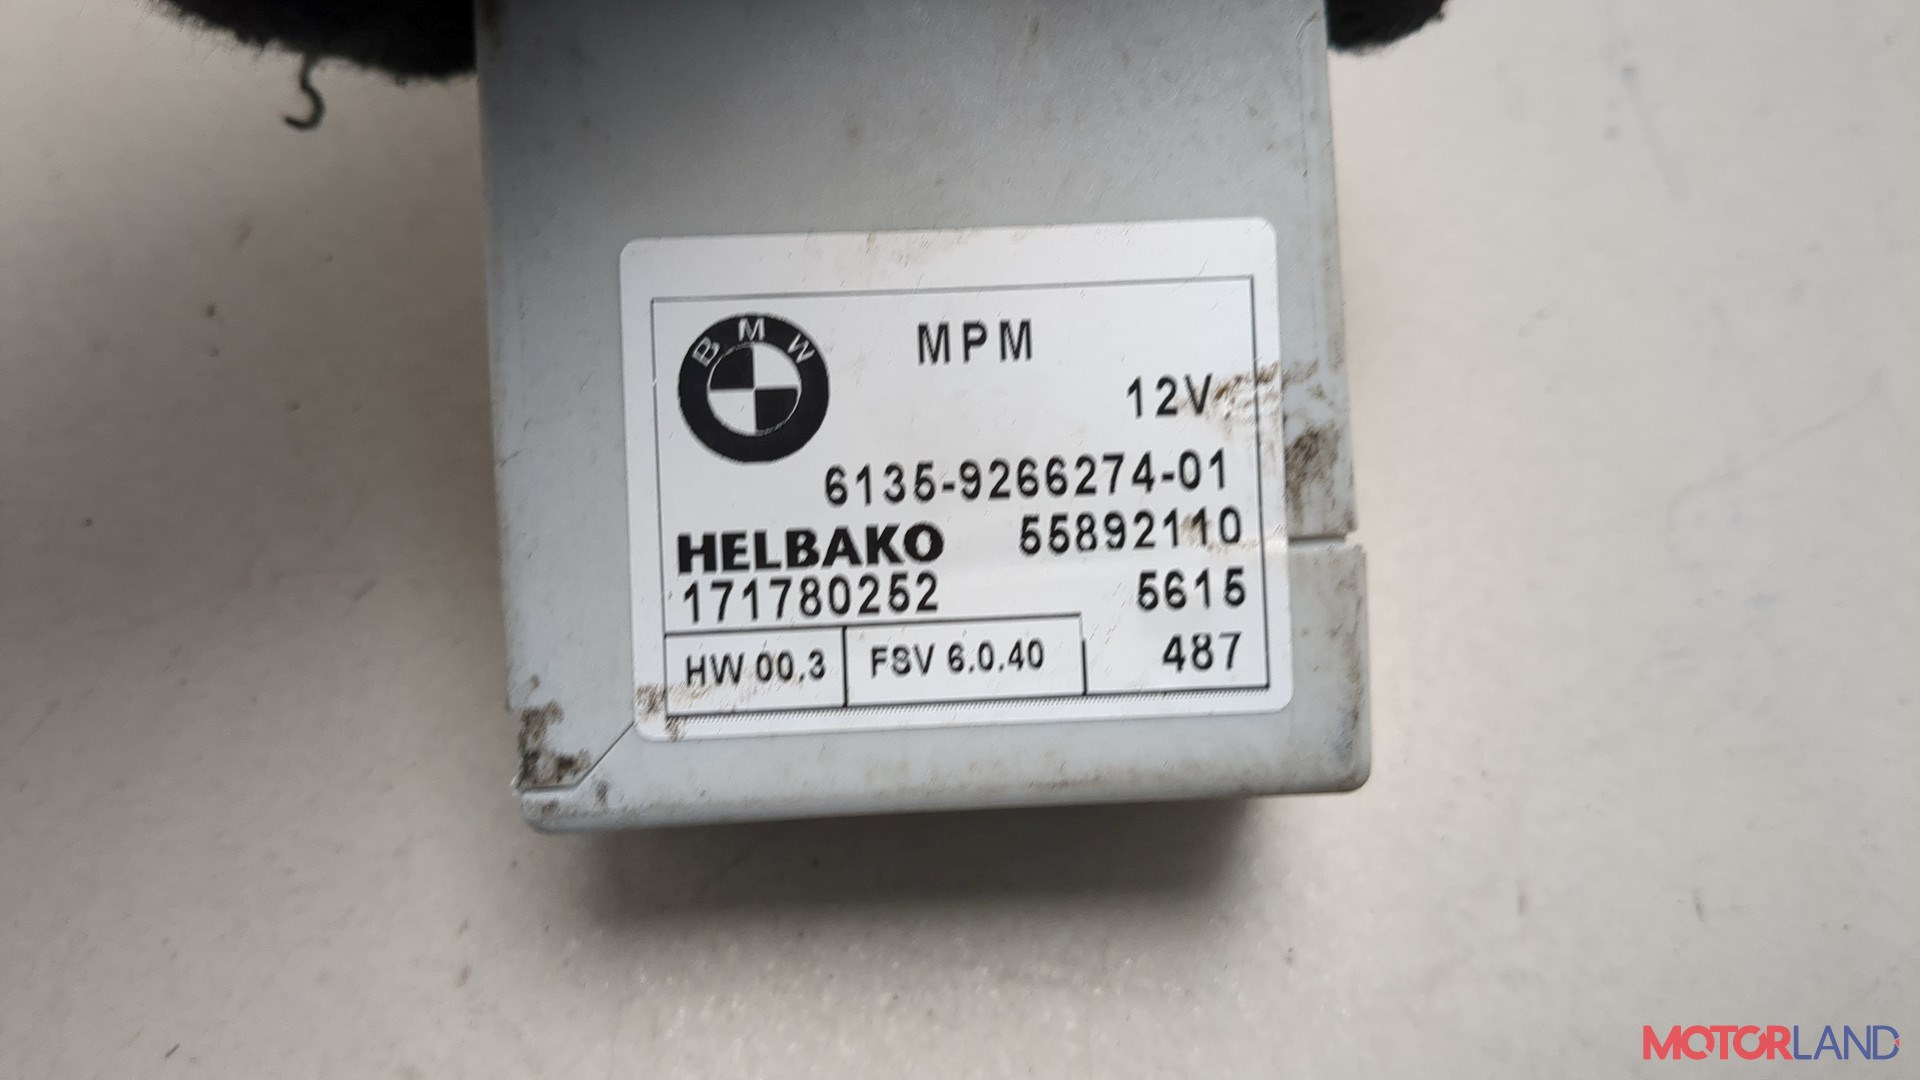 BMW
MPM
12V
6135-9266274-01
HELBAKO 55892110
171780252 5615
HW 00.3 FSV 6.0.40 487
MOTORLAND